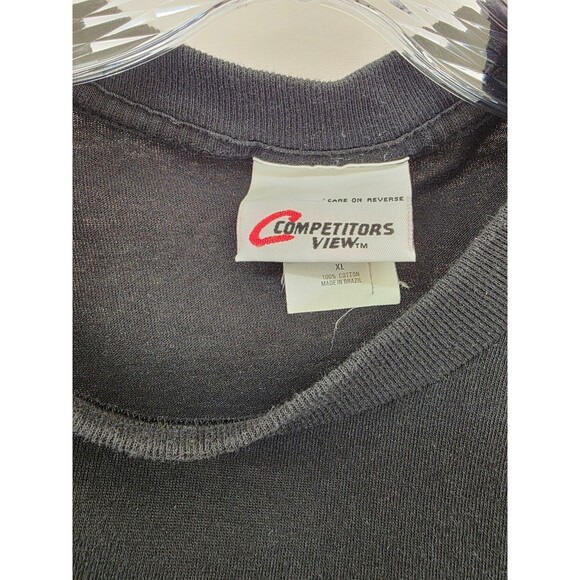 CARE ON REVERSE
COMPETITORS
VIEW™
XL
100% COTTON
MADE IN BRAZIL